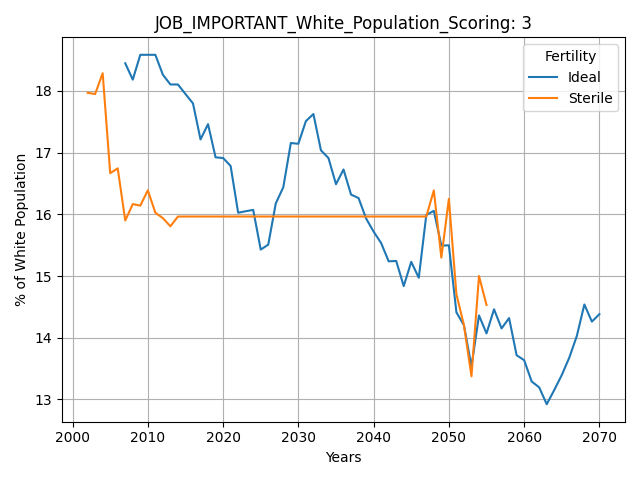 JOB_IMPORTANT_White_Population_Scoring: 3
Fertility
Ideal
Sterile
% of White Population
18
17
16
15
14
13
2000 2010 2020 2030 2040 2050 2060 2070
Years